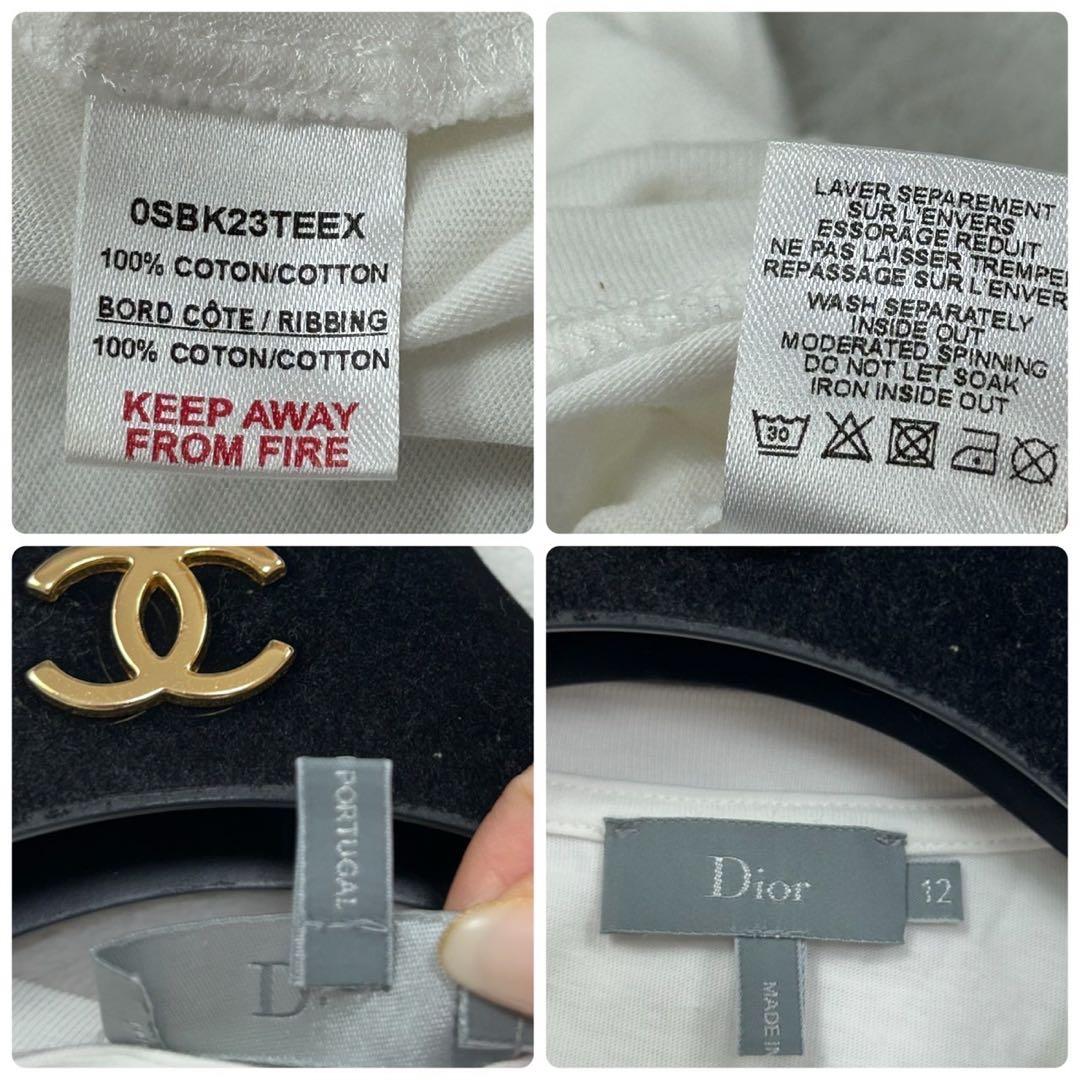 0SBK23TEEX
100% COTON/COTTON
BORD CÔTE / RIBBING
100% COTON/COTTON
KEEP AWAY
FROM FIRE
LAVER SEPAREMENT
SUR L'ENVERS
ESSORAGE REDUIT
NE PAS LAISSER TREMPE
REPASSAGE SUR L'ENVER
WASH SEPARATELY
INSIDE OUT
MODERATED SPINNING
DO NOT LET SOAK
IRON INSIDE OUT
30
PORTUGAL
D
Dior
12
MADE IN